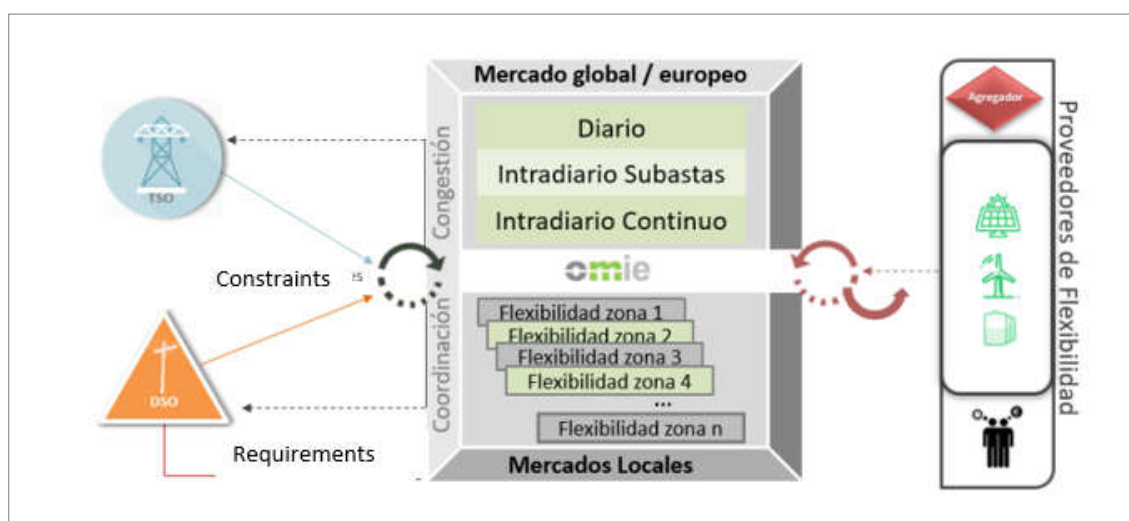 Mercado global / europeo
Congestión
Diario
Intradiario Subastas
Intradiario Continuo
TSO
Constraints
es
omie
Coordinación
Flexibilidad zona 1
Flexibilidad zona 2
Flexibilidad zona 3
Flexibilidad zona 4
...
Flexibilidad zona n
DSO
Requirements
Mercados Locales
Agregador
Proveedores de Flexibilidad